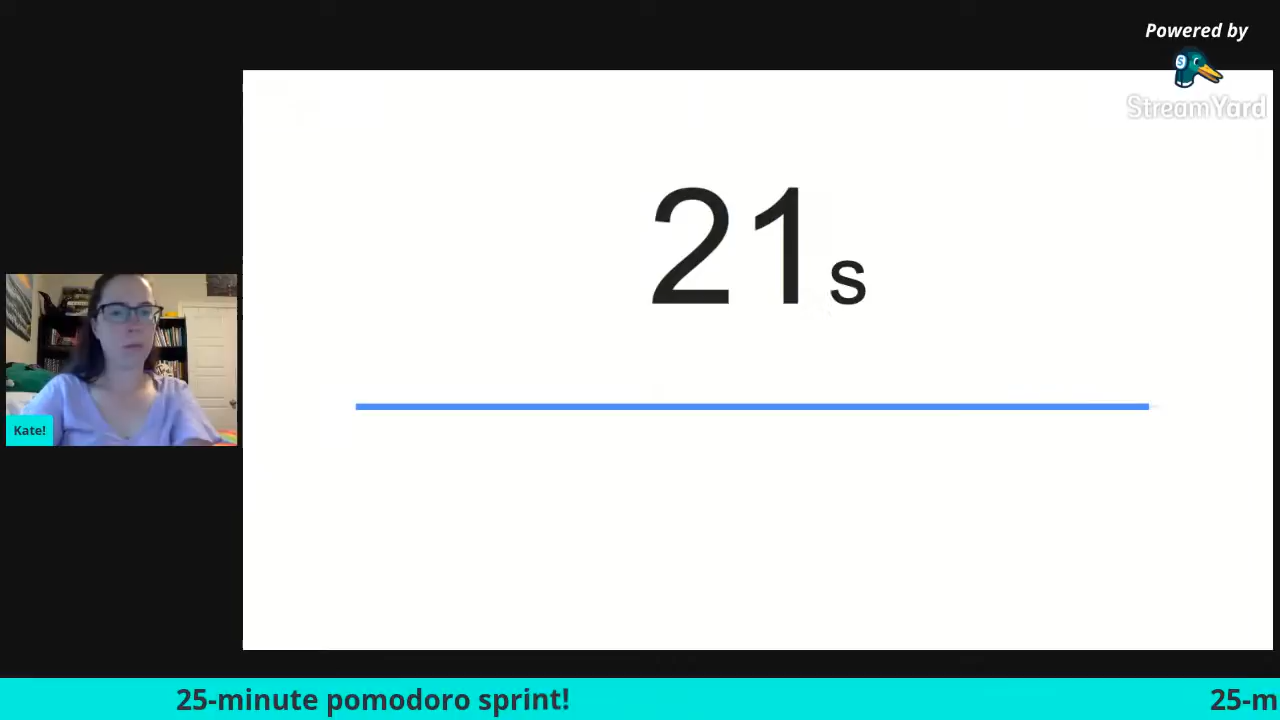 Powered by
S
StreamYard
21s
Kate!
25-minute pomodoro sprint!
25-m